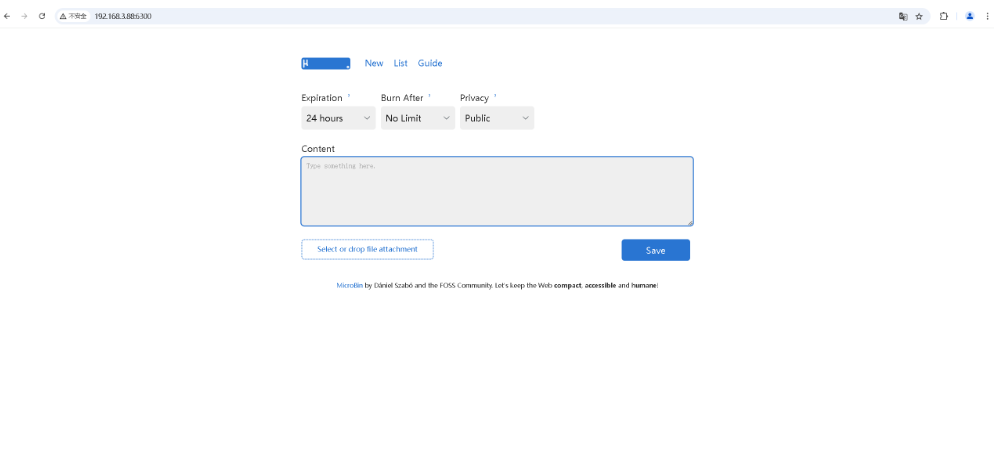 不安全 192.168.3.88:6300
New List Guide
Expiration Burn After Privacy
24 hours No Limit Public
Content
Type something here.
Select or drop file attachment
Save
MicroBin by Dániel Szabó and the FOSS Community. Let's keep the Web compact, accessible and humane!